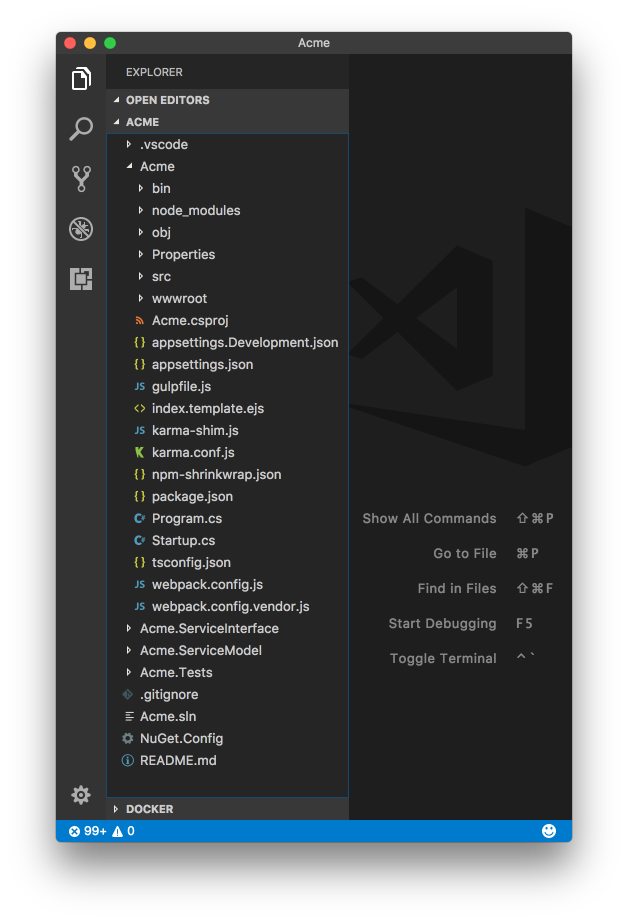 Acme
EXPLORER
OPEN EDITORS
ACME
.vscode
Acme
bin
node_modules
obj
Properties
src
wwwroot
Acme.csproj
{} appsettings.Development.json
{} appsettings.json
JS gulpfile.js
<> index.template.ejs
JS karma-shim.js
karma.conf.js
{} npm-shrinkwrap.json
{} package.json
C# Program.cs
C# Startup.cs
{} tsconfig.json
JS webpack.config.js
JS webpack.config.vendor.js
Acme.ServiceInterface
Acme.ServiceModel
Acme.Tests
.gitignore
Acme.sln
NuGet.Config
README.md
DOCKER
Show All Commands ⇧⌘P
Go to File ⌘P
Find in Files ⇧⌘F
Start Debugging F5
Toggle Terminal ^`
99+ 0